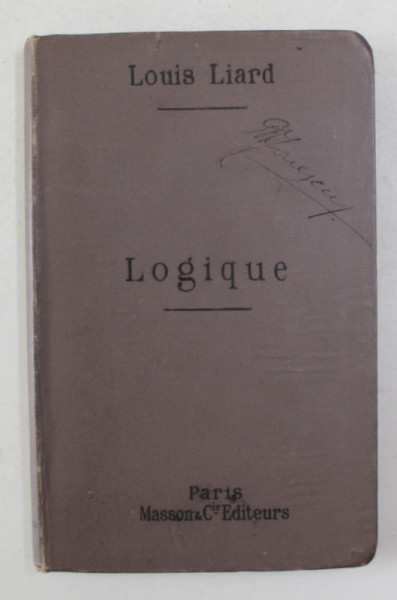 Louis Liard
Logique
Paris
Masson & Cie Editeurs